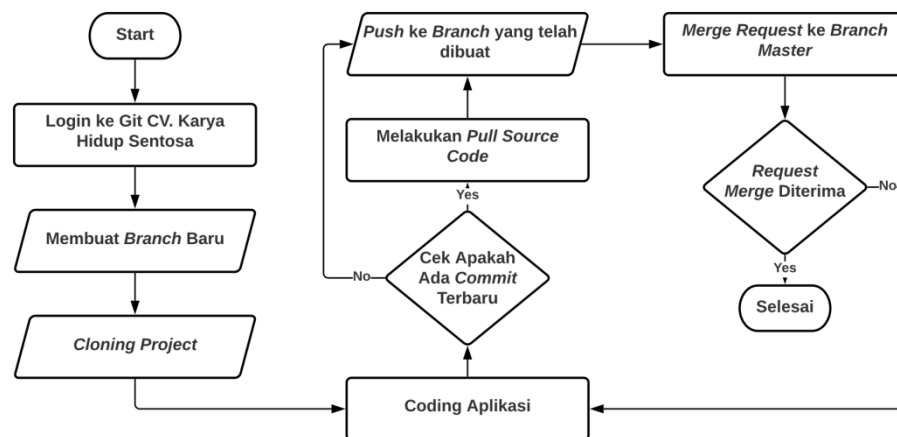 Start
Login ke Git CV. Karya
Hidup Sentosa
Membuat Branch Baru
Cloning Project
Coding Aplikasi
Cek Apakah
Ada Commit
Terbaru
No
Yes
Melakukan Pull Source
Code
Push ke Branch yang telah
dibuat
Merge Request ke Branch
Master
Request
Merge Diterima
No
Yes
Selesai